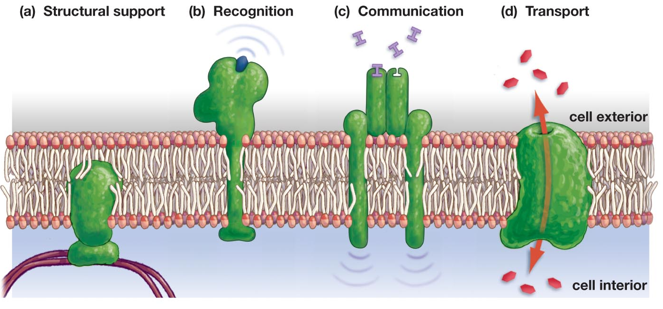 (a) Structural support
(b) Recognition
(c) Communication
(d) Transport
cell exterior
cell interior